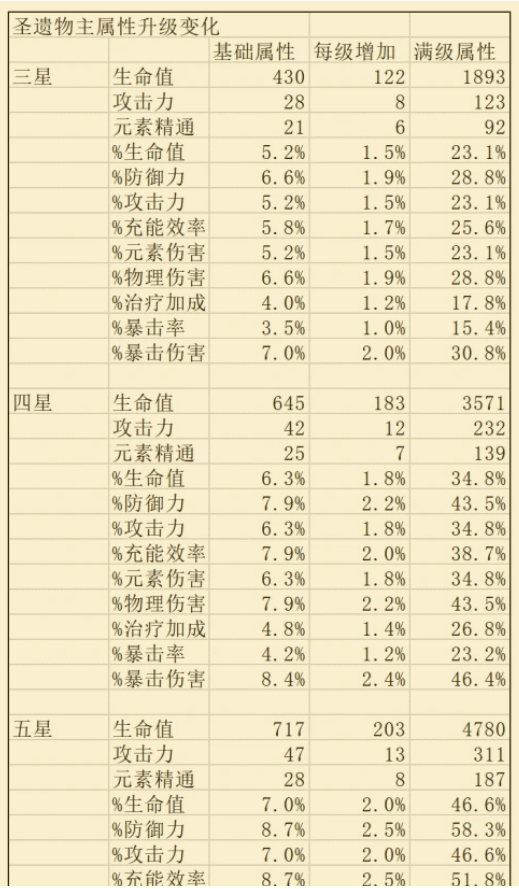 圣遗物主属性升级变化
基础属性 每级增加 满级属性
三星 生命值 430 122 1893
攻击力 28 8 123
元素精通 21 6 92
%生命值 5.2% 1.5% 23.1%
%防御力 6.6% 1.9% 28.8%
%攻击力 5.2% 1.5% 23.1%
%充能效率 5.8% 1.7% 25.6%
%元素伤害 5.2% 1.5% 23.1%
%物理伤害 6.6% 1.9% 28.8%
%治疗加成 4.0% 1.2% 17.8%
%暴击率 3.5% 1.0% 15.4%
%暴击伤害 7.0% 2.0% 30.8%
四星 生命值 645 183 3571
攻击力 42 12 232
元素精通 25 7 139
%生命值 6.3% 1.8% 34.8%
%防御力 7.9% 2.2% 43.5%
%攻击力 6.3% 1.8% 34.8%
%充能效率 7.9% 2.0% 38.7%
%元素伤害 6.3% 1.8% 34.8%
%物理伤害 7.9% 2.2% 43.5%
%治疗加成 4.8% 1.4% 26.8%
%暴击率 4.2% 1.2% 23.2%
%暴击伤害 8.4% 2.4% 46.4%
五星 生命值 717 203 4780
攻击力 47 13 311
元素精通 28 8 187
%生命值 7.0% 2.0% 46.6%
%防御力 8.7% 2.5% 58.3%
%攻击力 7.0% 2.0% 46.6%
%充能效率 8.7% 2.5% 51.8%